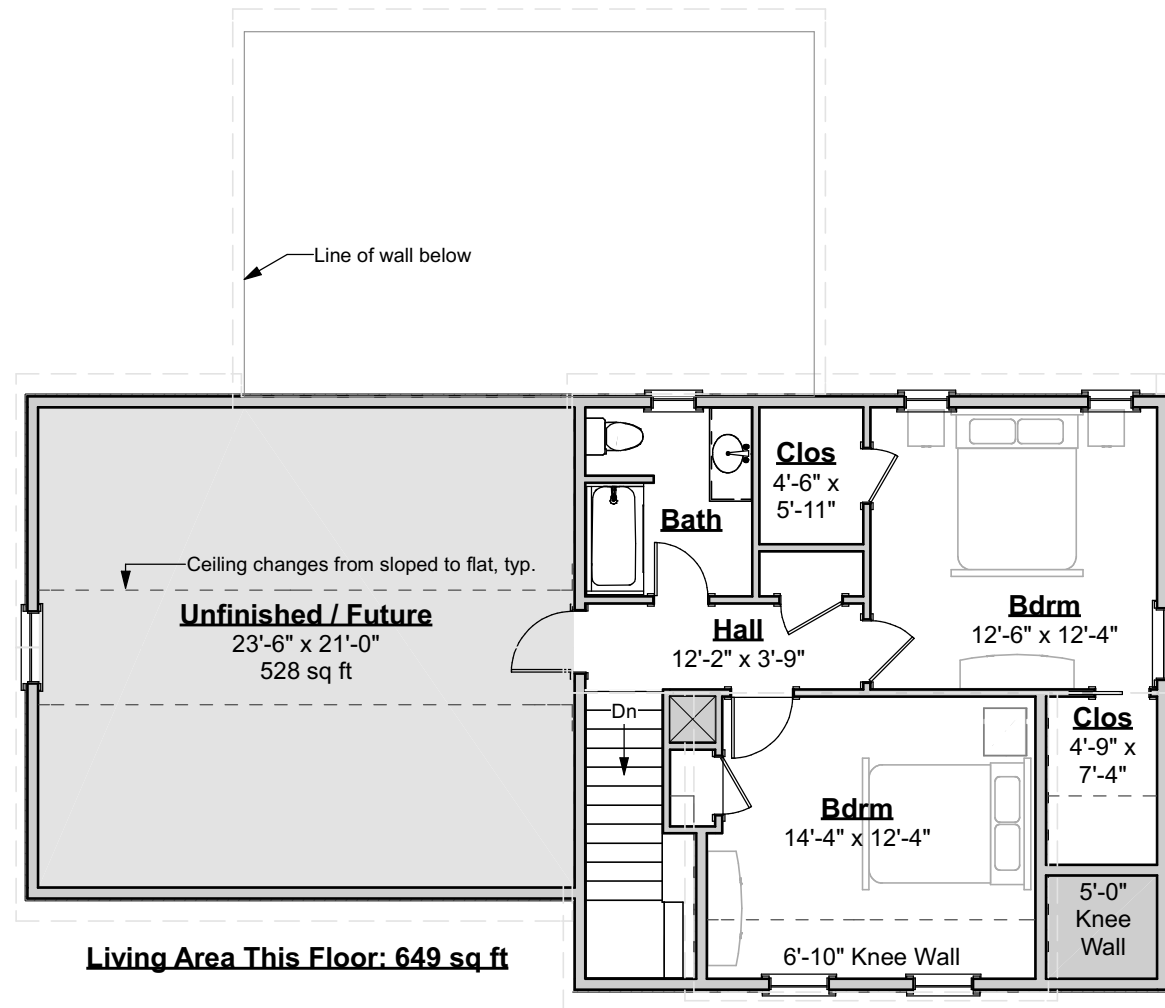 Line of wall below
Clos
4'-6" x
5'-11"
Bath
Ceiling changes from sloped to flat, typ.
Unfinished / Future
23'-6" x 21'-0"
528 sq ft
Hall
12'-2" x 3'-9"
Bdrm
12'-6" x 12'-4"
Dn
Clos
4'-9" x
7'-4"
Bdrm
14'-4" x 12'-4"
5'-0"
Knee
Wall
6'-10" Knee Wall
Living Area This Floor: 649 sq ft